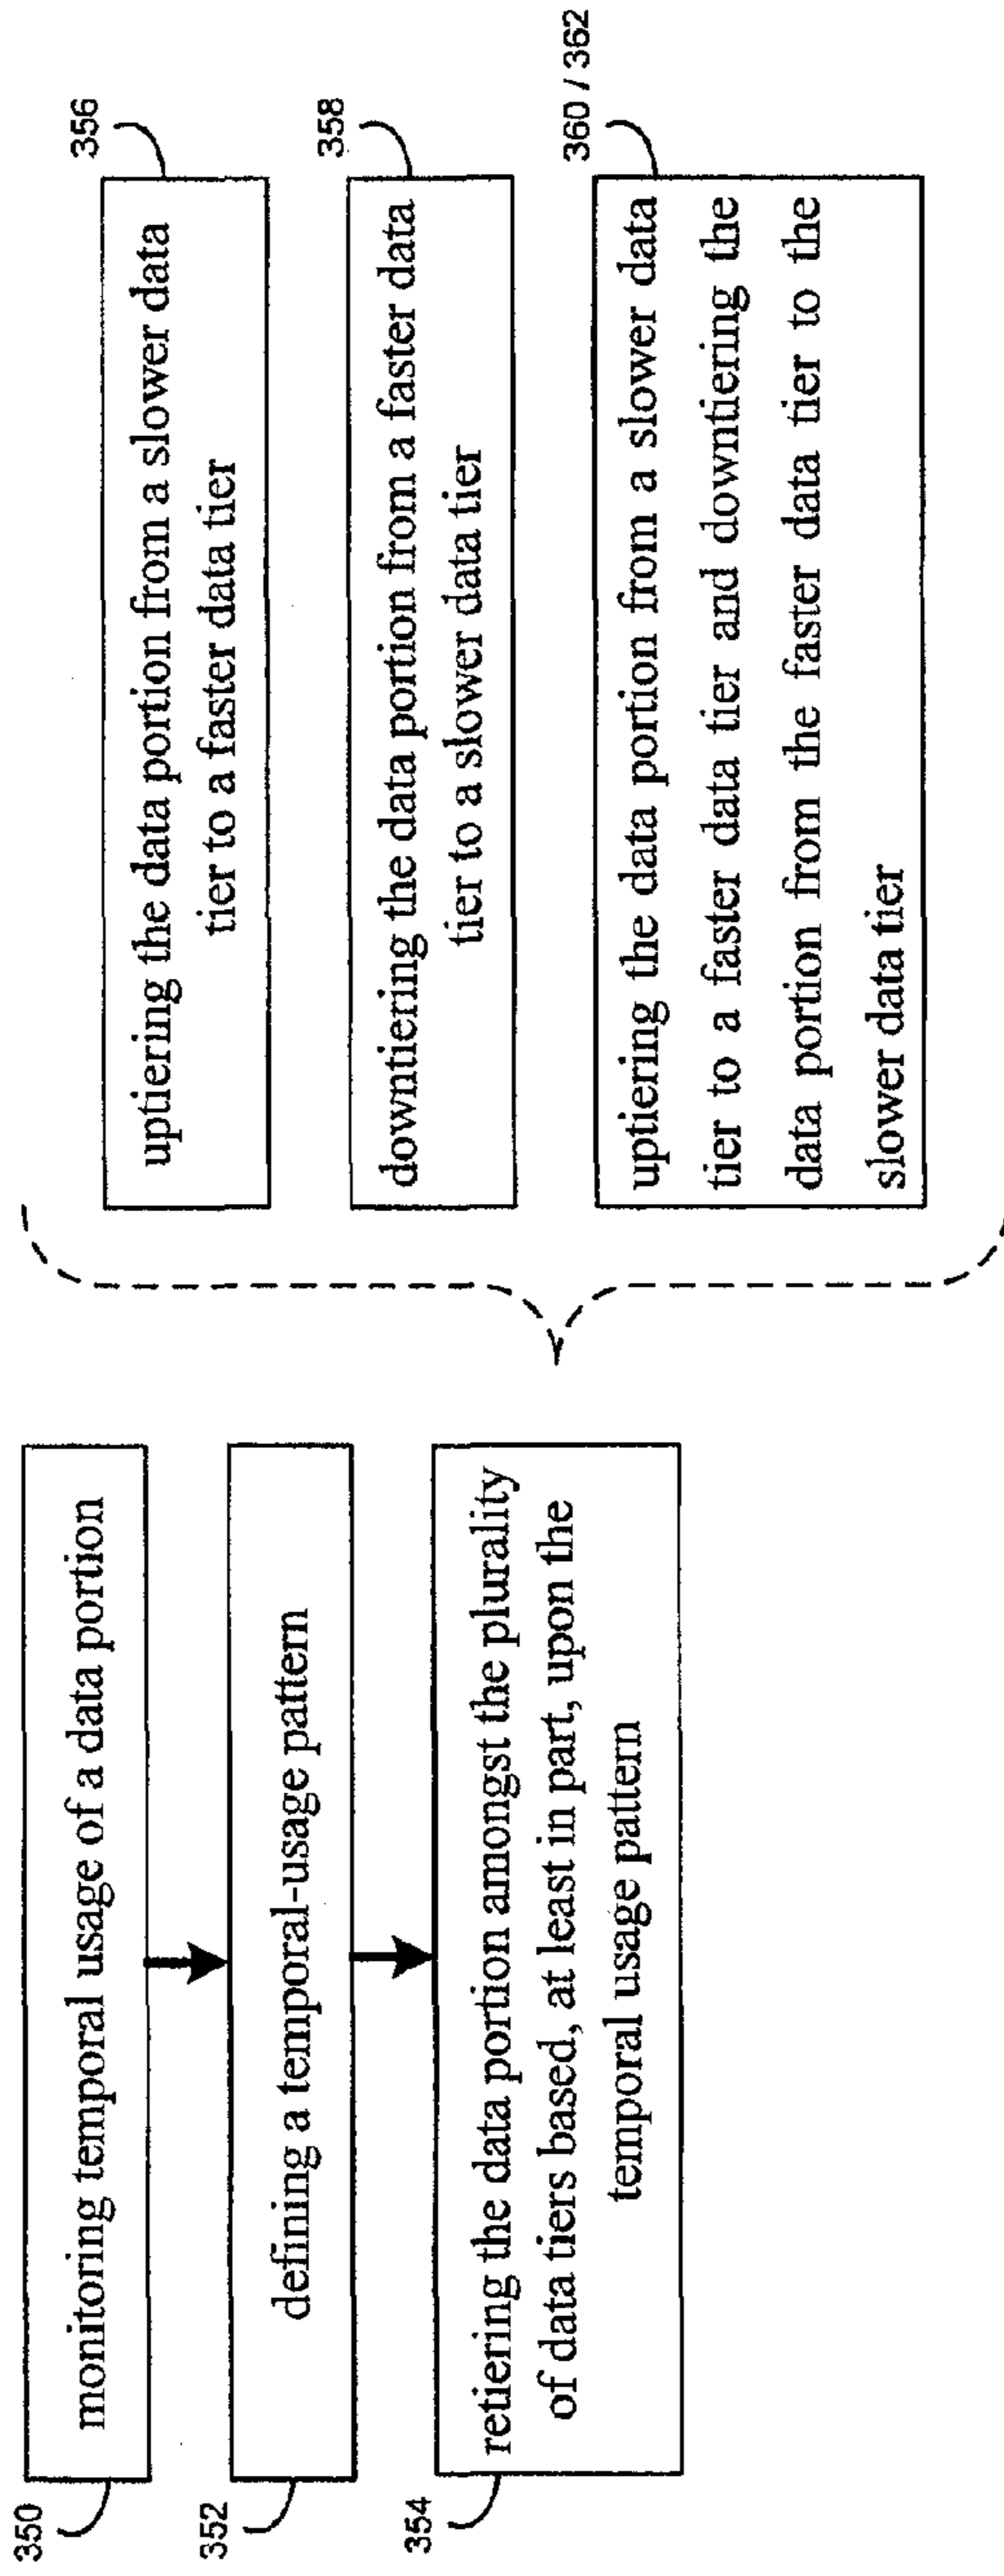 350
monitoring temporal usage of a data portion
352
defining a temporal-usage pattern
354
retiering the data portion amongst the plurality
of data tiers based, at least in part, upon the
temporal usage pattern
356
uptiering the data portion from a slower data
tier to a faster data tier
358
downtiering the data portion from a faster data
tier to a slower data tier
360 / 362
uptiering the data portion from a slower data
tier to a faster data tier and downtiering the
data portion from the faster data tier to the
slower data tier